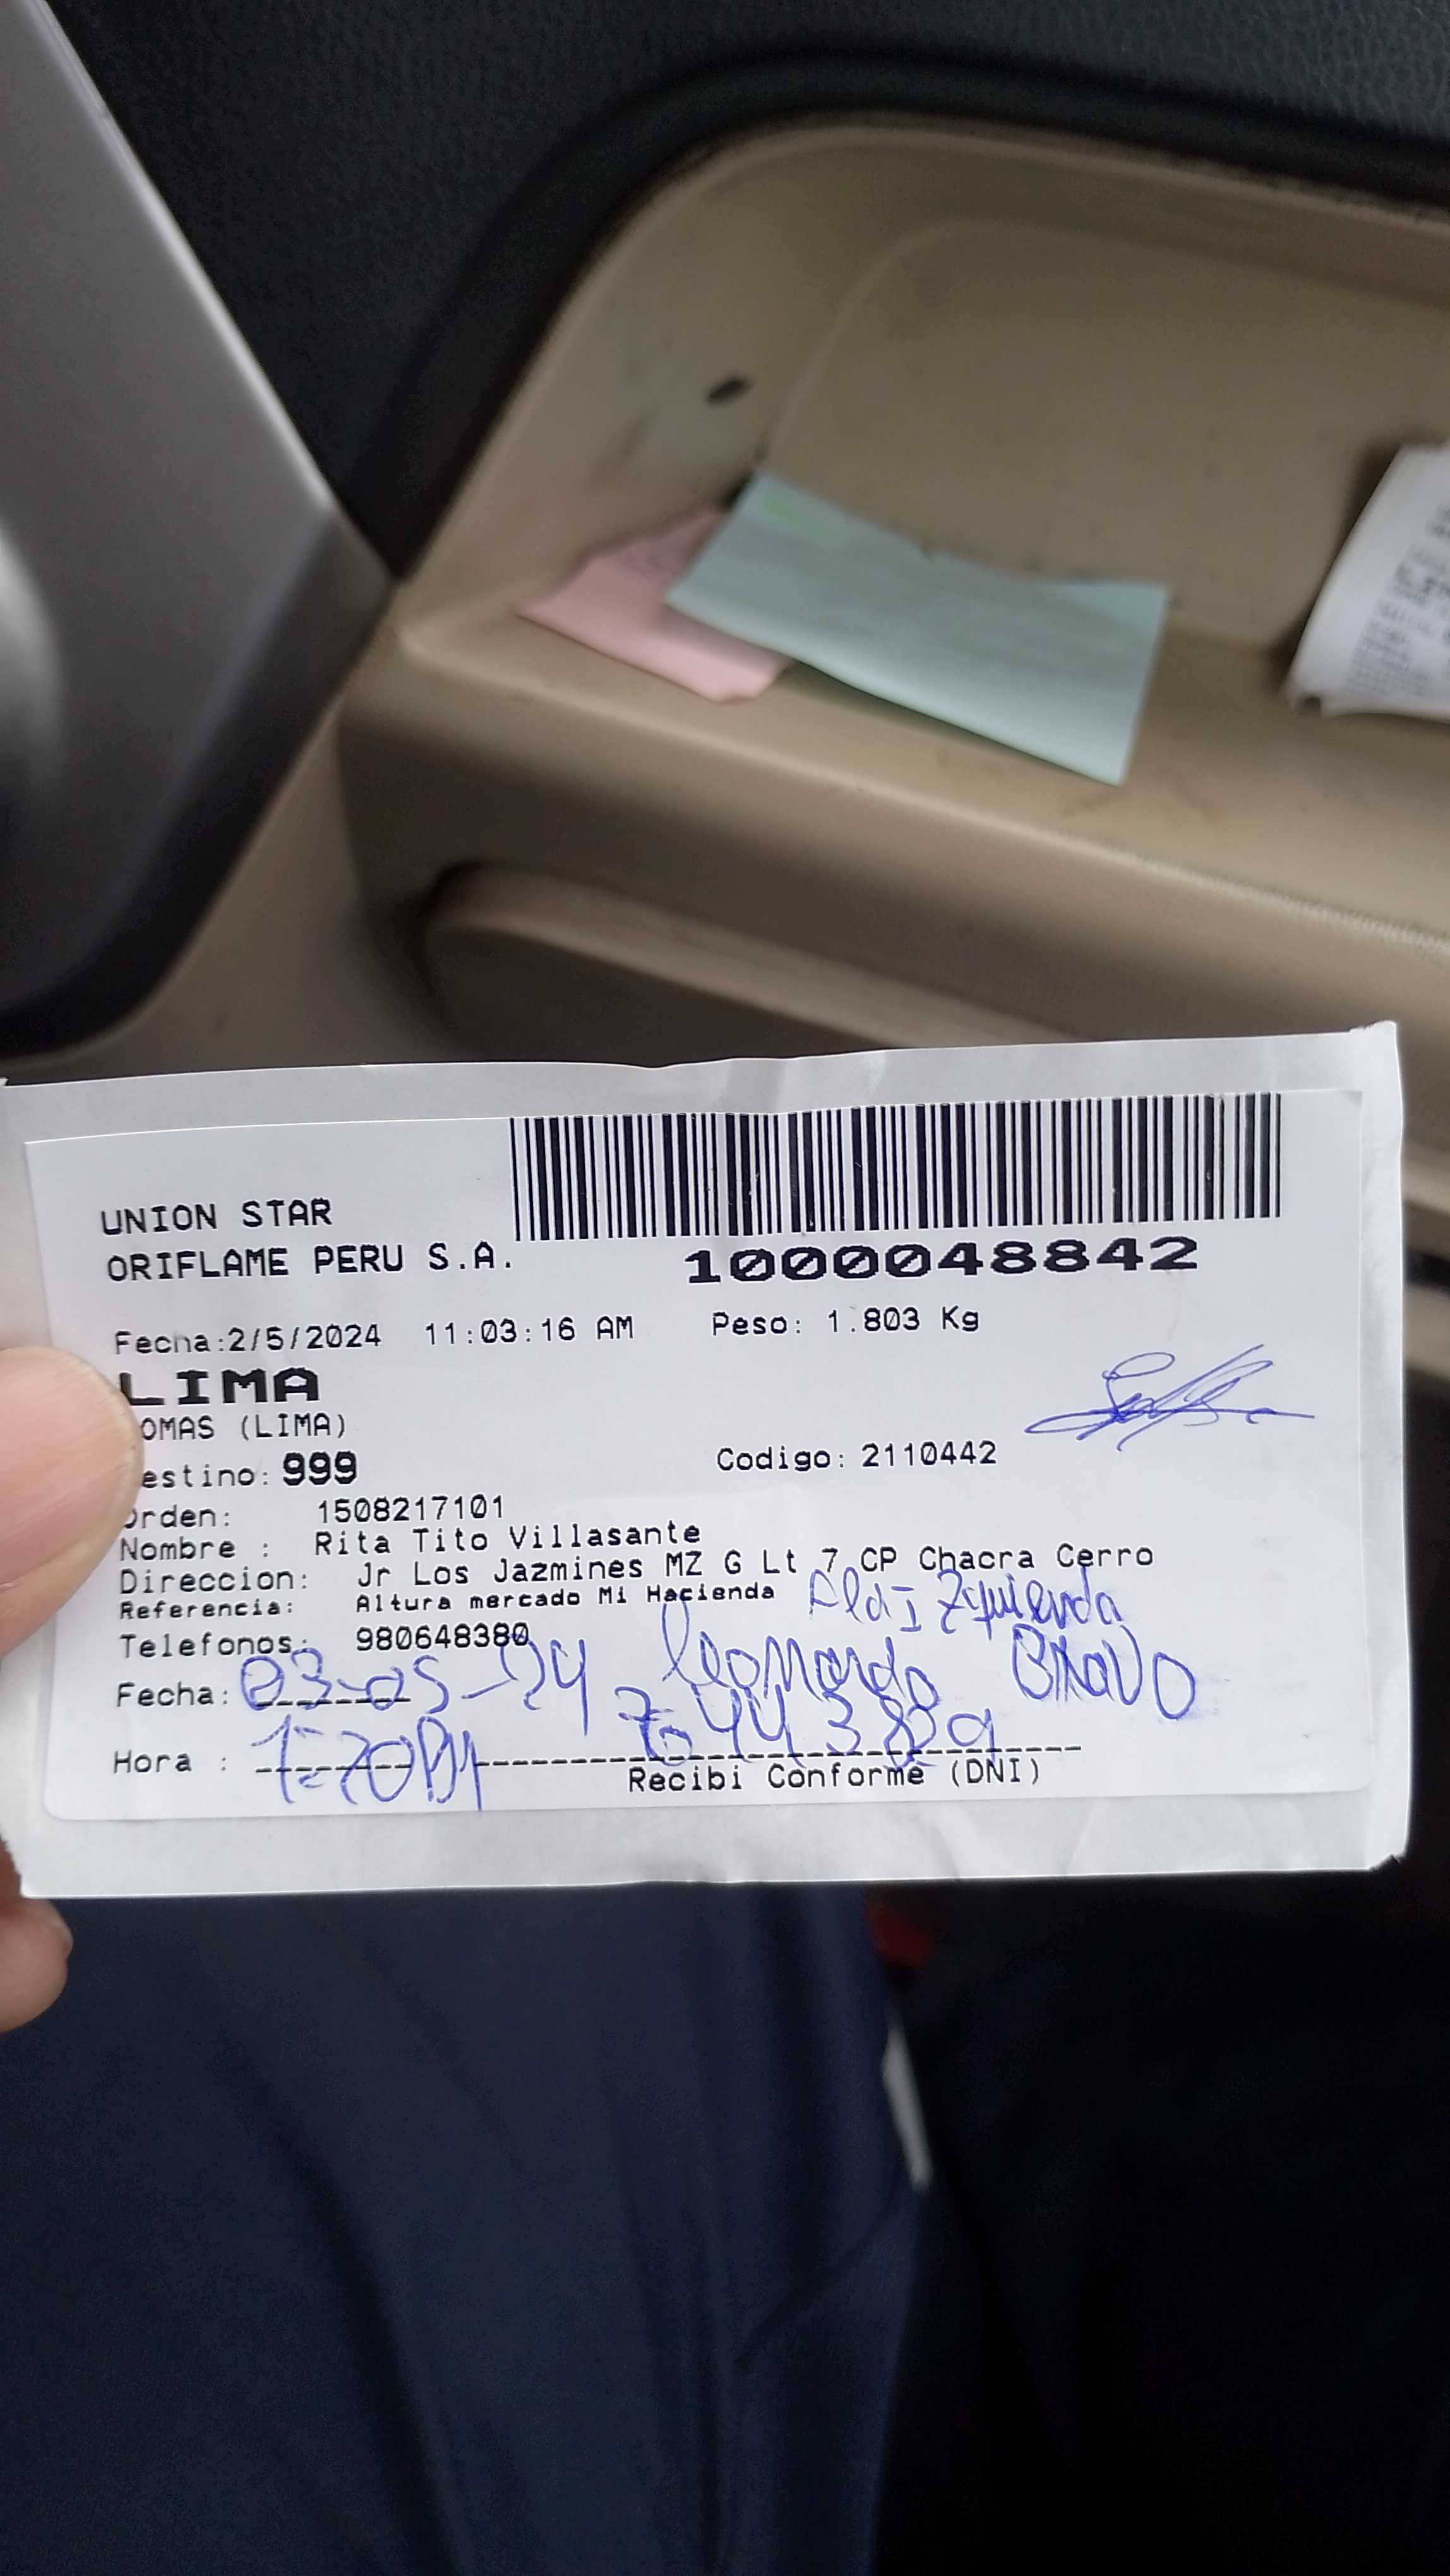 UNION STAR
ORIFLAME PERU S.A.
1000048842
Fecha:2/5/2024 11:03:16 AM Peso: 1.803 Kg
LIMA
OMAS (LIMA)
estino: 999 Codigo: 2110442
Orden: 1508217101
Nombre : Rita Tito Villasante
Direccion: Jr Los Jazmines MZ G Lt 7 CP Chacra Cerro
Referencia: Altura mercado Mi Hacienda
Izquierda
Telefonos: 980648380
Leonardo Bravo
Fecha: 03-05-24
Hora :
Recibi Conforme (DNI)